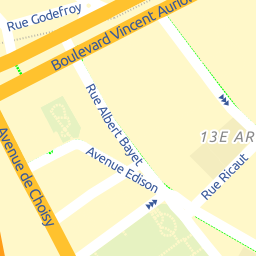 Rue Godefroy
Boulevard Vincent Auriol
Rue Albert Bayet
13E AR
Avenue Edison
Rue Ricaut
Avenue de Choisy